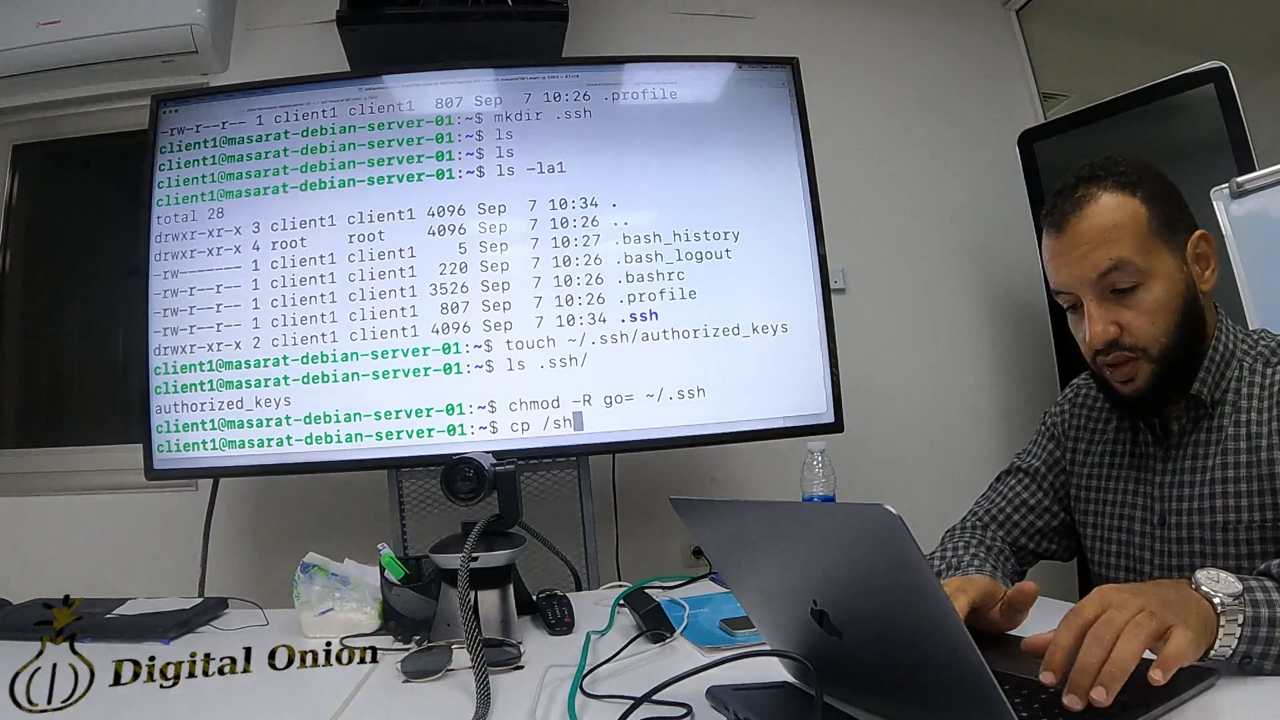 -rw-r--r-- 1 client1 client1 807 Sep 7 10:26 .profile
client1@masarat-debian-server-01:~$ mkdir .ssh
client1@masarat-debian-server-01:~$ ls
client1@masarat-debian-server-01:~$ ls
client1@masarat-debian-server-01:~$ ls -la1
total 28
drwxr-xr-x 3 client1 client1 4096 Sep 7 10:34 .
drwxr-xr-x 4 root root 4096 Sep 7 10:26 ..
-rw------- 1 client1 client1 5 Sep 7 10:27 .bash_history
-rw-r--r-- 1 client1 client1 220 Sep 7 10:26 .bash_logout
-rw-r--r-- 1 client1 client1 3526 Sep 7 10:26 .bashrc
-rw-r--r-- 1 client1 client1 807 Sep 7 10:26 .profile
drwxr-xr-x 2 client1 client1 4096 Sep 7 10:34 .ssh
client1@masarat-debian-server-01:~$ touch ~/.ssh/authorized_keys
client1@masarat-debian-server-01:~$ ls .ssh/
authorized_keys
client1@masarat-debian-server-01:~$ chmod -R go= ~/.ssh
client1@masarat-debian-server-01:~$ cp /sh
Digital Onion